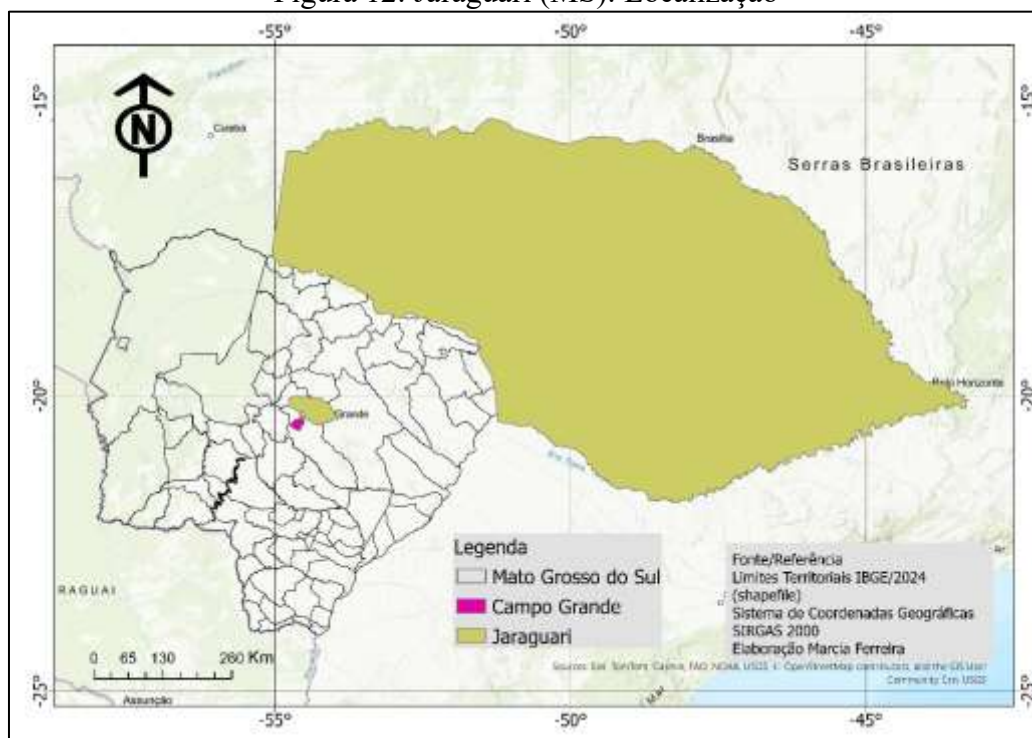 Figura 12: Jaraguari (MS): Localização
-55° -50° -45°
-15° -15°
N
Cuiabá
Brasília
Serras Brasileiras
-20° -20°
Belo Horizonte
Grande
Legenda
Mato Grosso do Sul
Campo Grande
Jaraguari
Fonte/Referência
Limites Territoriais IBGE/2024
(shapefile)
Sistema de Coordenadas Geográficas
SIRGAS 2000
Elaboração Marcia Ferreira
RAGUAI
0 65 130 260 Km
Assunção
-25° -25°
-55° -50° -45°